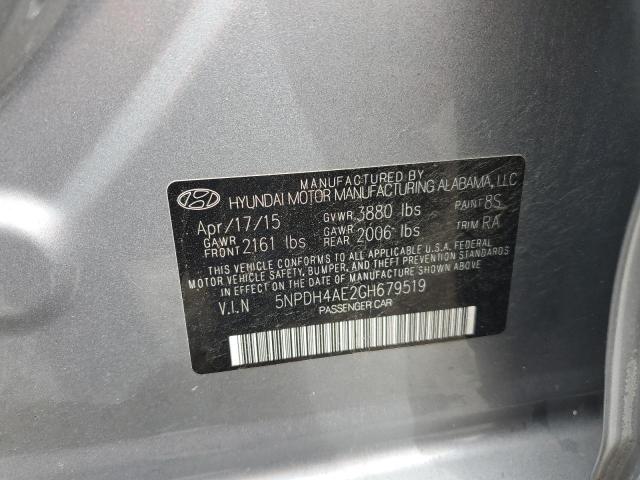 MANUFACTURED BY
HYUNDAI MOTOR MANUFACTURING ALABAMA, LLC
Apr/17/15 GVWR 3880 lbs PAINT 8S
GAWR FRONT 2161 lbs GAWR REAR 2006 lbs TRIM RA
THIS VEHICLE CONFORMS TO ALL APPLICABLE U.S.A. FEDERAL
MOTOR VEHICLE SAFETY, BUMPER, AND THEFT PREVENTION
STANDARDS IN EFFECT ON THE DATE OF MANUFACTURE SHOWN ABOVE.
V.I.N 5NPDH4AE2GH679519
PASSENGER CAR